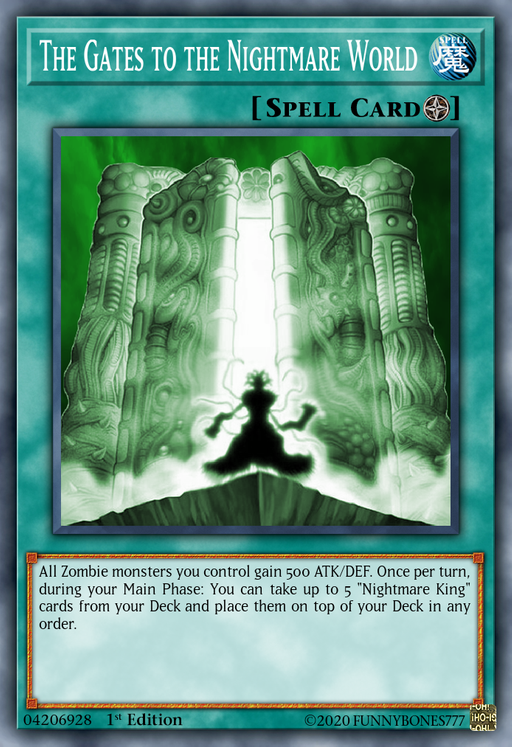 The Gates to the Nightmare World
SPELL
魔
[Spell Card]
All Zombie monsters you control gain 500 ATK/DEF. Once per turn,
during your Main Phase: You can take up to 5 "Nightmare King"
cards from your Deck and place them on top of your Deck in any
order.
04206928 1st Edition ©2020 FUNNYBONES777